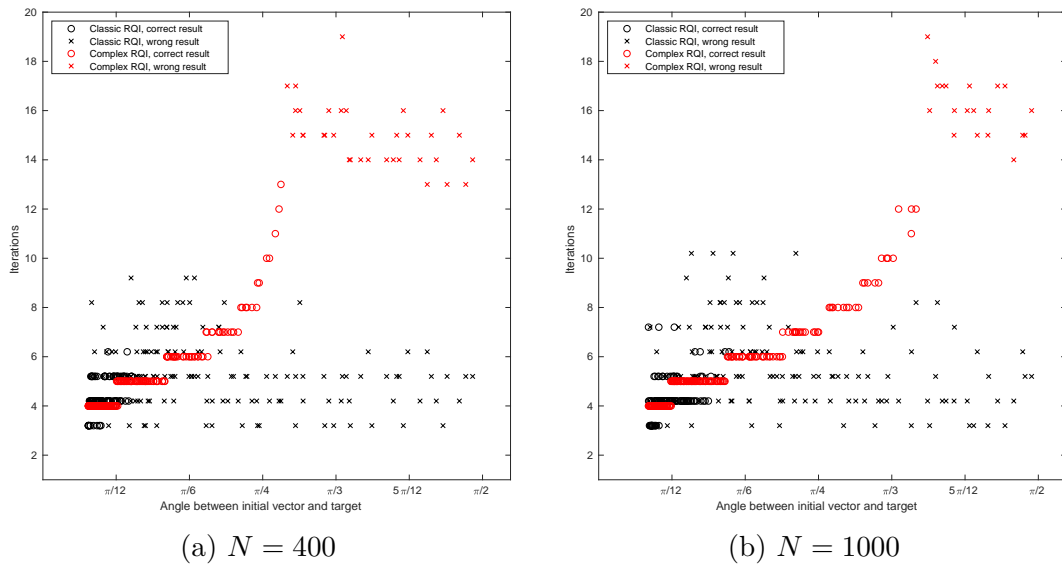 Classic RQI, correct result
Classic RQI, wrong result
Complex RQI, correct result
Complex RQI, wrong result
20
18
16
14
12
10
8
6
4
2
Iterations
π/12 π/6 π/4 π/3 5π/12 π/2
Angle between initial vector and target
(a) N = 400
Classic RQI, correct result
Classic RQI, wrong result
Complex RQI, correct result
Complex RQI, wrong result
20
18
16
14
12
10
8
6
4
2
Iterations
π/12 π/6 π/4 π/3 5π/12 π/2
Angle between initial vector and target
(b) N = 1000